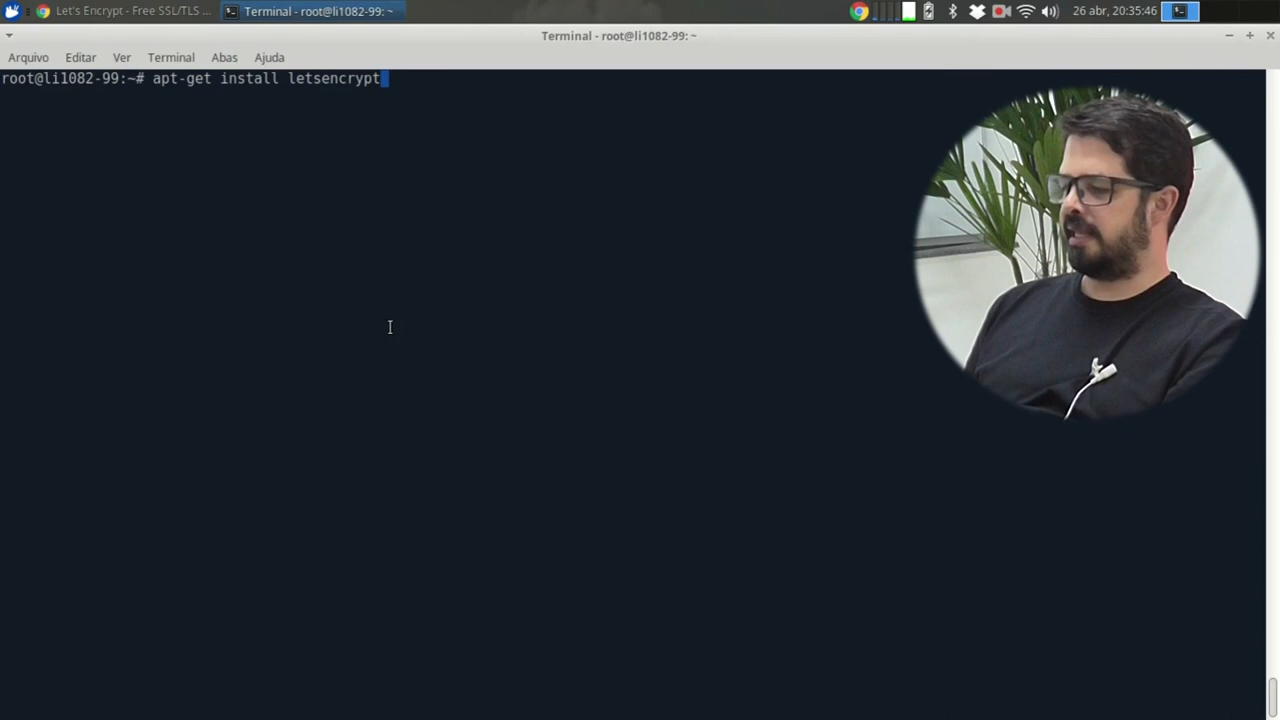 Let's Encrypt - Free SSL/TLS ...
Terminal - root@li1082-99: ~
26 abr, 20:35:46
Terminal - root@li1082-99: ~
Arquivo Editar Ver Terminal Abas Ajuda
root@li1082-99:~# apt-get install letsencrypt